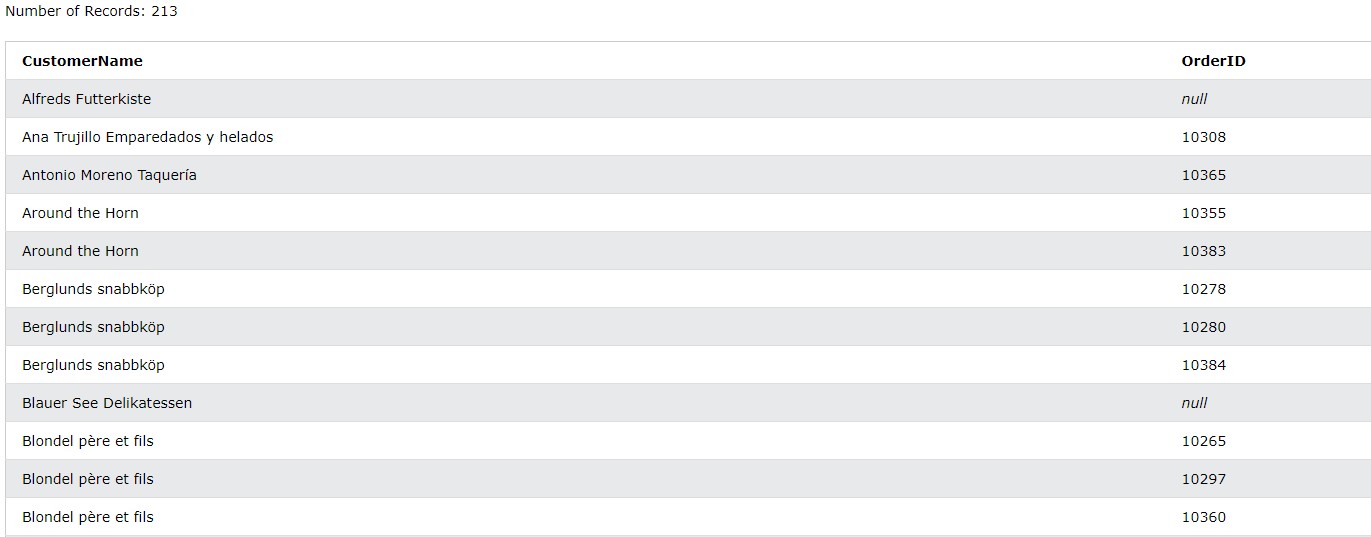 Number of Records: 213
CustomerName OrderID
Alfreds Futterkiste null
Ana Trujillo Emparedados y helados 10308
Antonio Moreno Taquería 10365
Around the Horn 10355
Around the Horn 10383
Berglunds snabbköp 10278
Berglunds snabbköp 10280
Berglunds snabbköp 10384
Blauer See Delikatessen null
Blondel père et fils 10265
Blondel père et fils 10297
Blondel père et fils 10360